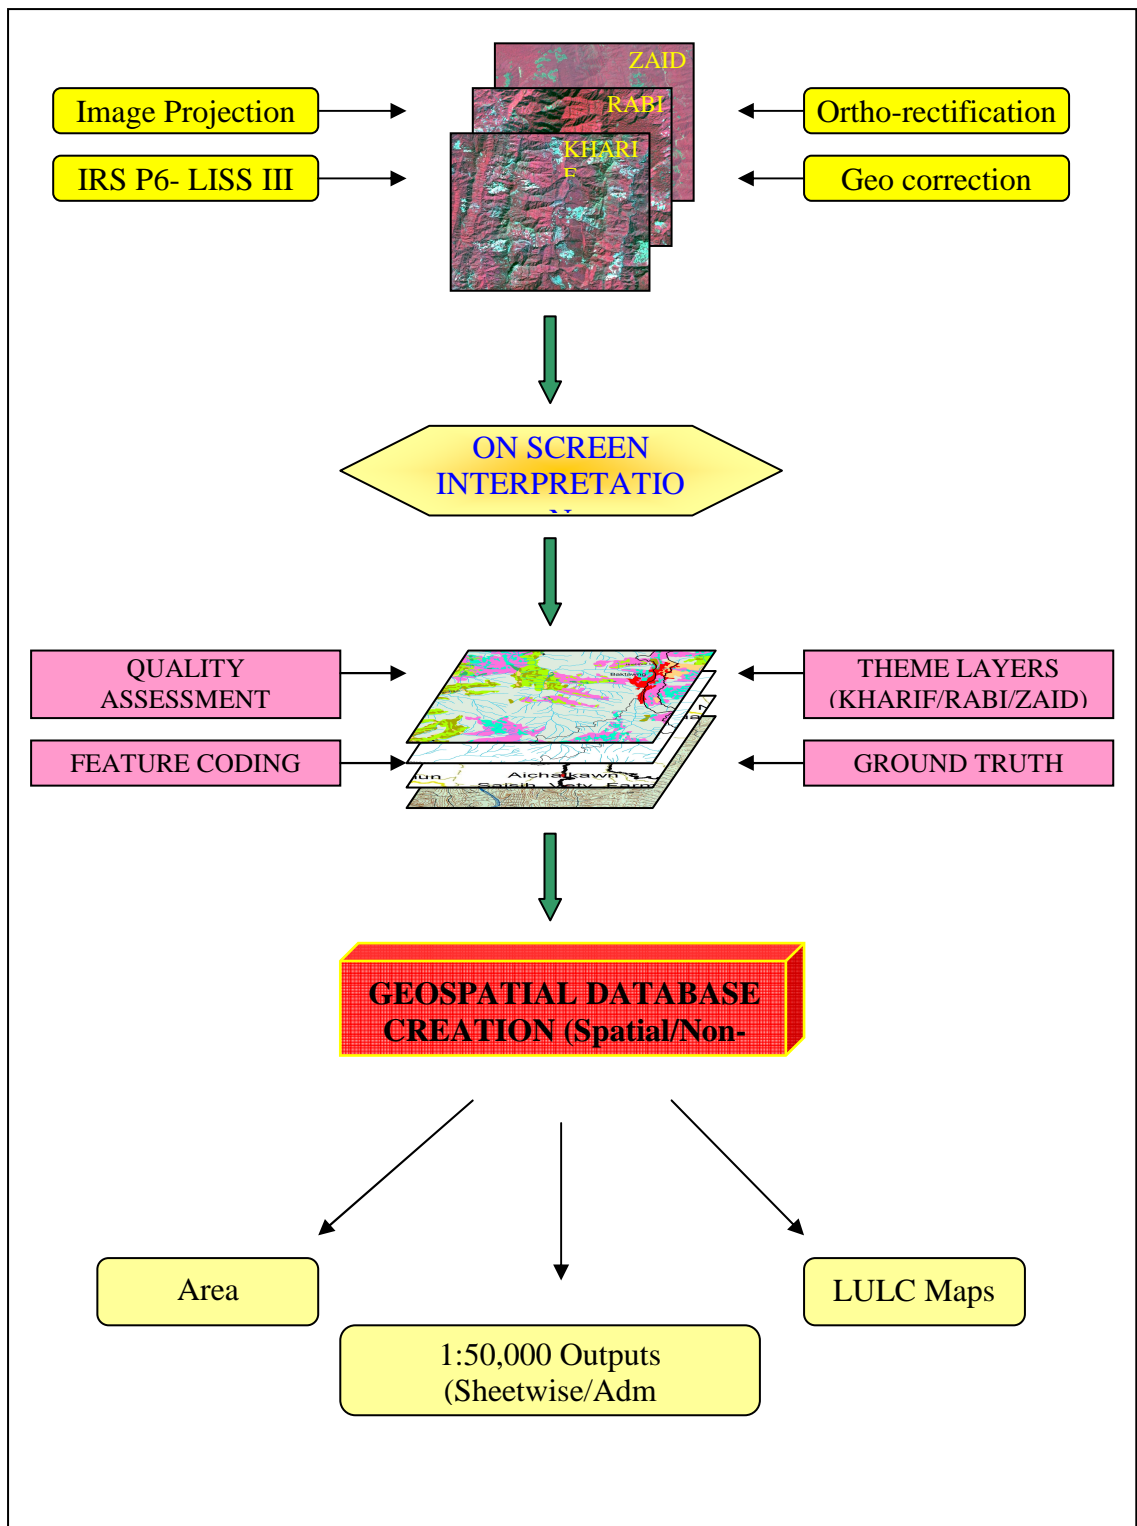 ZAID
RABI
KHARI
F
Image Projection
Ortho-rectification
IRS P6- LISS III
Geo correction
ON SCREEN
INTERPRETATIO
N
QUALITY
ASSESSMENT
THEME LAYERS
(KHARIF/RABI/ZAID)
FEATURE CODING
GROUND TRUTH
Baktawng
Aichalkawn
GEOSPATIAL DATABASE
CREATION (Spatial/Non-
Area
LULC Maps
1:50,000 Outputs
(Sheetwise/Adm